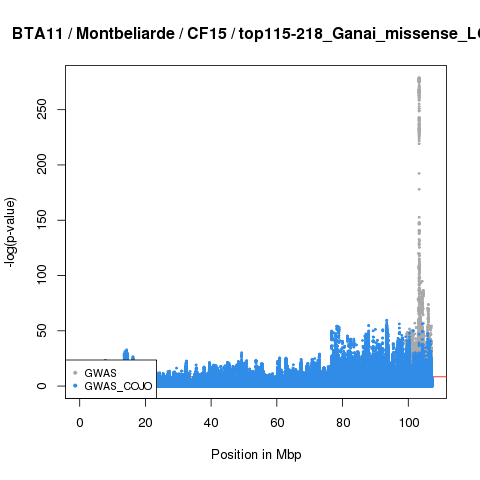 BTA11 / Montbeliarde / CF15 / top115-218_Ganai_missense_L
-log(p-value)
250
200
150
100
50
0
GWAS
GWAS_COJO
0 20 40 60 80 100
Position in Mbp